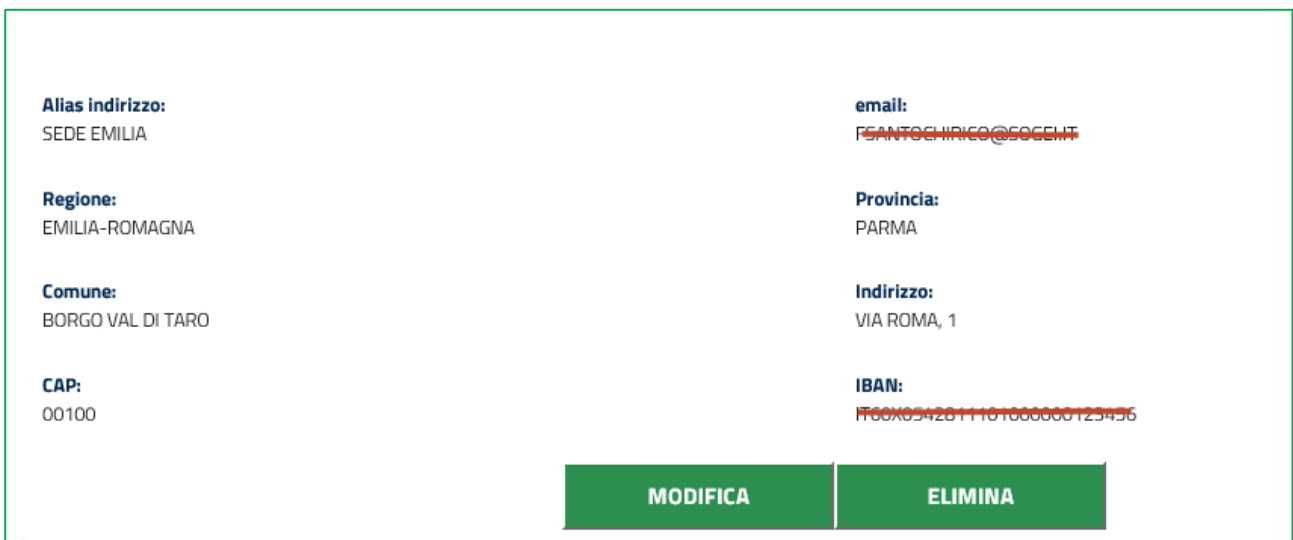 Alias indirizzo:
SEDE EMILIA
email:
Regione:
EMILIA-ROMAGNA
Provincia:
PARMA
Comune:
BORGO VAL DI TARO
Indirizzo:
VIA ROMA, 1
CAP:
00100
IBAN:
MODIFICA
ELIMINA